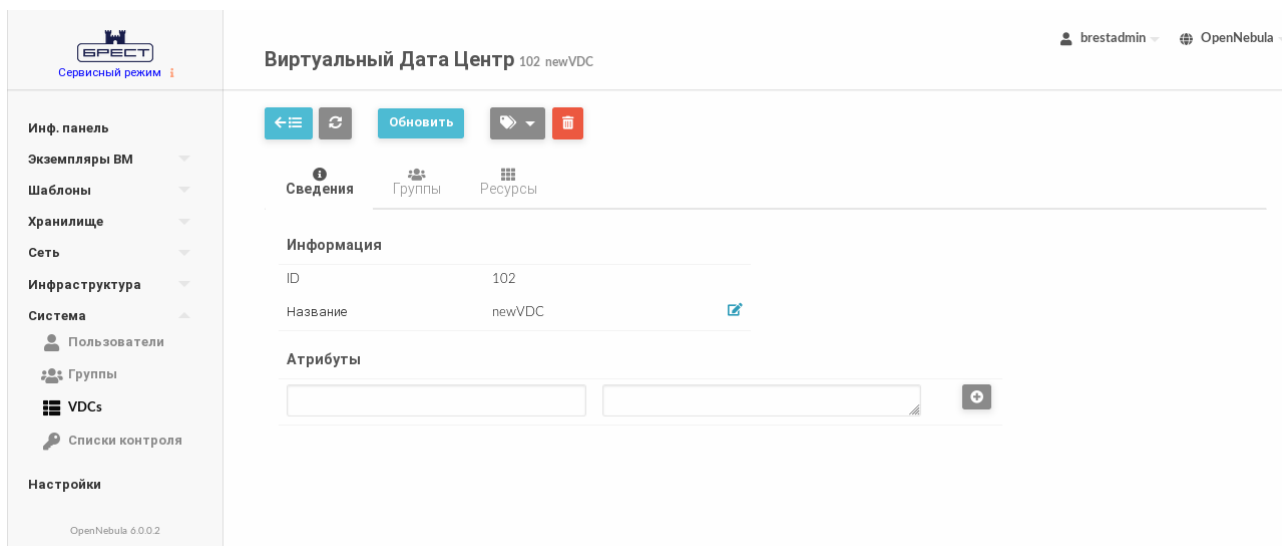 БРЕСТ
Сервисный режим
brestadmin
OpenNebula
Виртуальный Дата Центр 102 newVDC
Обновить
Инф. панель
Экземпляры ВМ
Шаблоны
Хранилище
Сеть
Инфраструктура
Система
Пользователи
Группы
VDCs
Списки контроля
Настройки
OpenNebula 6.0.0.2
Сведения
Группы
Ресурсы
Информация
ID 102
Название newVDC
Атрибуты